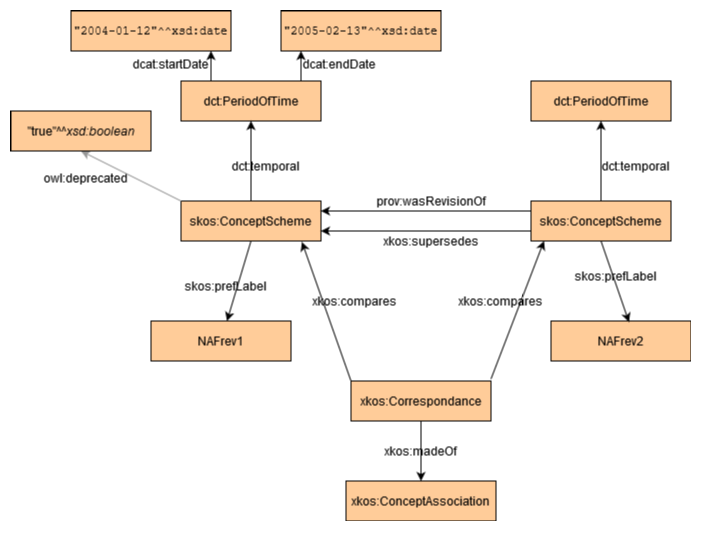 "2004-01-12"^^xsd:date
"2005-02-13"^^xsd:date
dcat:startDate
dcat:endDate
dct:PeriodOfTime
dct:PeriodOfTime
"true"^^xsd:boolean
dct:temporal
dct:temporal
owl:deprecated
prov:wasRevisionOf
skos:ConceptScheme
skos:ConceptScheme
xkos:supersedes
skos:prefLabel
skos:prefLabel
xkos:compares
xkos:compares
NAFrev1
NAFrev2
xkos:Correspondance
xkos:madeOf
xkos:ConceptAssociation